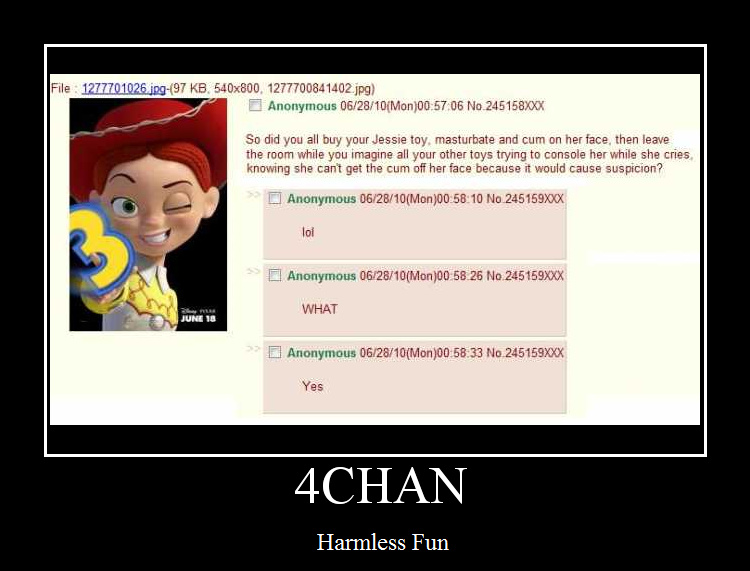 File : 1277701026.jpg-(97 KB, 540x800, 1277700841402.jpg)
Anonymous 06/28/10(Mon)00:57:06 No.245158XXX
So did you all buy your Jessie toy, masturbate and cum on her face, then leave
the room while you imagine all your other toys trying to console her while she cries,
knowing she can't get the cum off her face because it would cause suspicion?
>> Anonymous 06/28/10(Mon)00:58:10 No.245159XXX
lol
>> Anonymous 06/28/10(Mon)00:58:26 No.245159XXX
WHAT
>> Anonymous 06/28/10(Mon)00:58:33 No.245159XXX
Yes
3
Disney PIXAR
JUNE 18
4CHAN
Harmless Fun